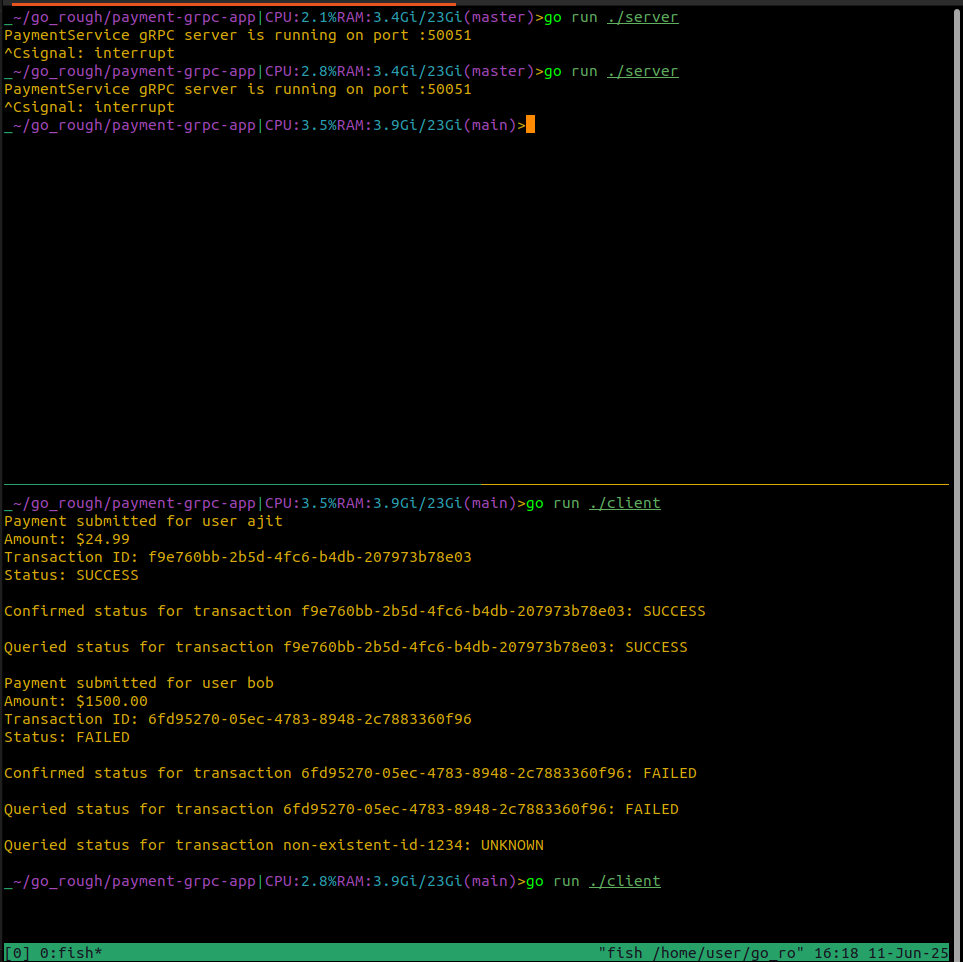 _~/go_rough/payment-grpc-app|CPU:2.1%RAM:3.4Gi/23Gi(master)>go run ./server
PaymentService gRPC server is running on port :50051
^Csignal: interrupt
_~/go_rough/payment-grpc-app|CPU:2.8%RAM:3.4Gi/23Gi(master)>go run ./server
PaymentService gRPC server is running on port :50051
^Csignal: interrupt
_~/go_rough/payment-grpc-app|CPU:3.5%RAM:3.9Gi/23Gi(main)>
_~/go_rough/payment-grpc-app|CPU:3.5%RAM:3.9Gi/23Gi(main)>go run ./client
Payment submitted for user ajit
Amount: $24.99
Transaction ID: f9e760bb-2b5d-4fc6-b4db-207973b78e03
Status: SUCCESS
Confirmed status for transaction f9e760bb-2b5d-4fc6-b4db-207973b78e03: SUCCESS
Queried status for transaction f9e760bb-2b5d-4fc6-b4db-207973b78e03: SUCCESS
Payment submitted for user bob
Amount: $1500.00
Transaction ID: 6fd95270-05ec-4783-8948-2c7883360f96
Status: FAILED
Confirmed status for transaction 6fd95270-05ec-4783-8948-2c7883360f96: FAILED
Queried status for transaction 6fd95270-05ec-4783-8948-2c7883360f96: FAILED
Queried status for transaction non-existent-id-1234: UNKNOWN
_~/go_rough/payment-grpc-app|CPU:2.8%RAM:3.9Gi/23Gi(main)>go run ./client
[0] 0:fish* "fish /home/user/go_ro" 16:18 11-Jun-25